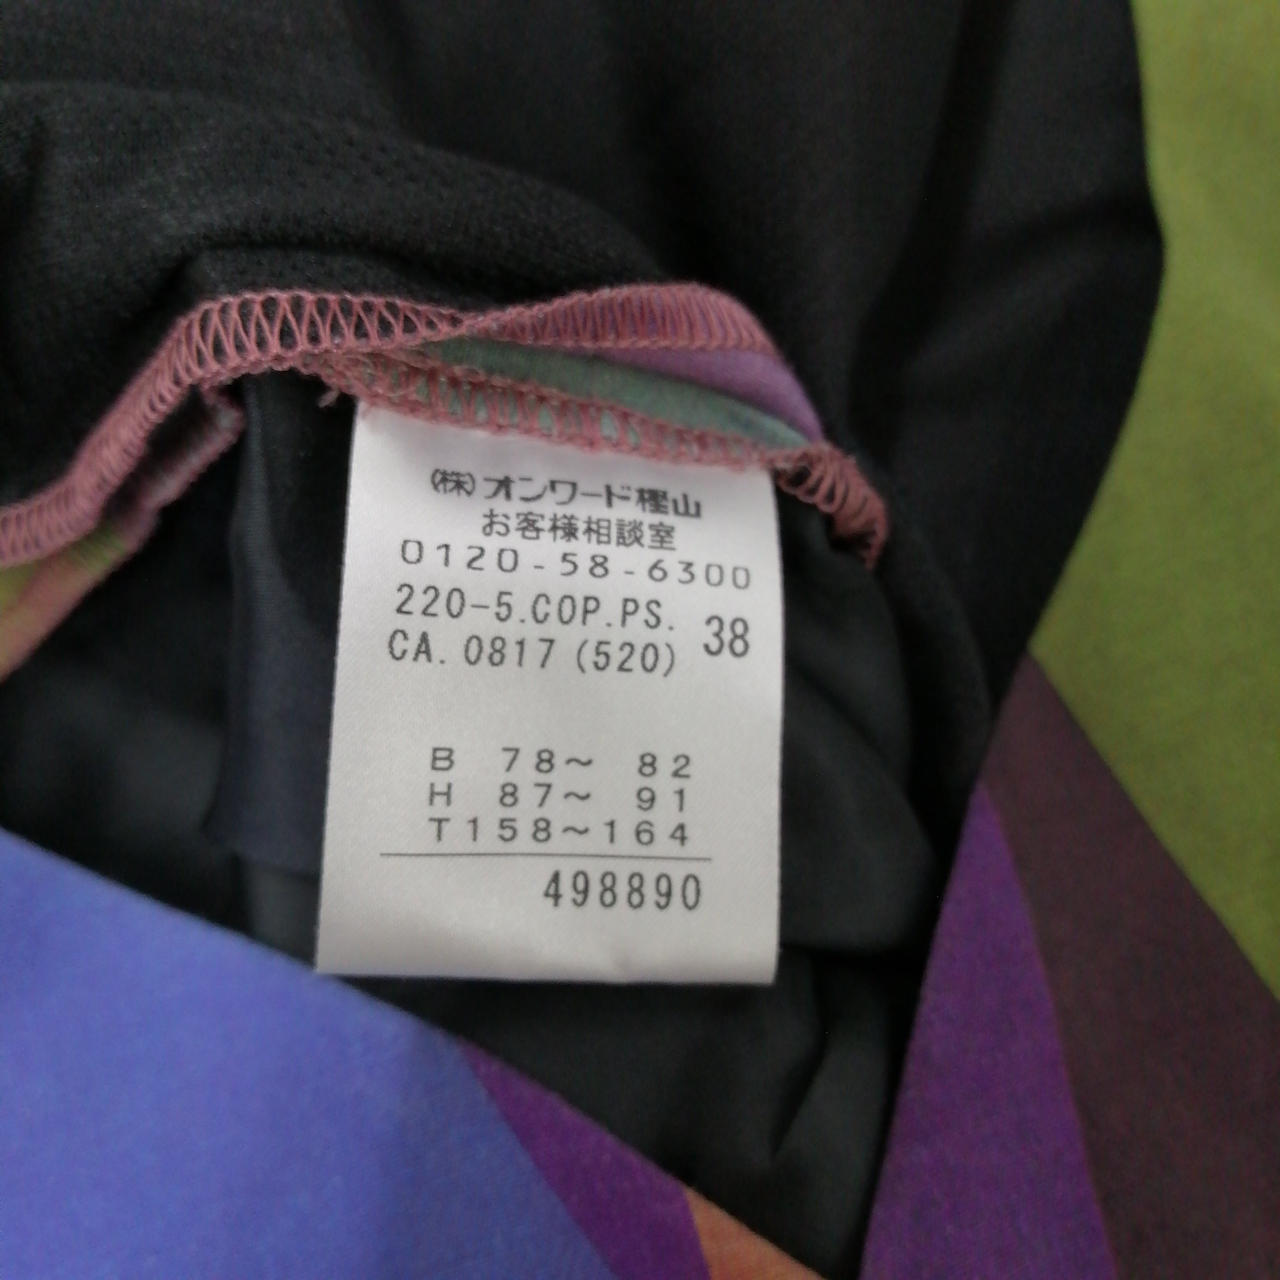 (株)オンワード樫山
お客様相談室
0120-58-6300
220-5.COP.PS. 38
CA.0817(520)
B 78～ 82
H 87～ 91
T158～164
498890